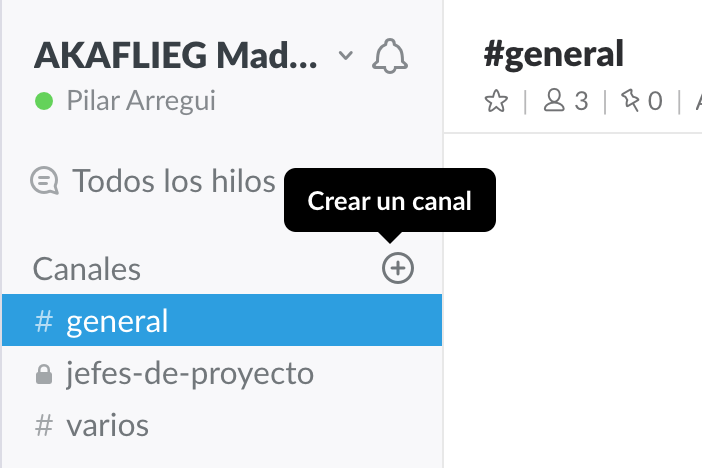 AKAFLIEG Mad...
Pilar Arregui
Todos los hilos
Crear un canal
Canales
# general
jefes-de-proyecto
# varios
#general
3 | 0 |